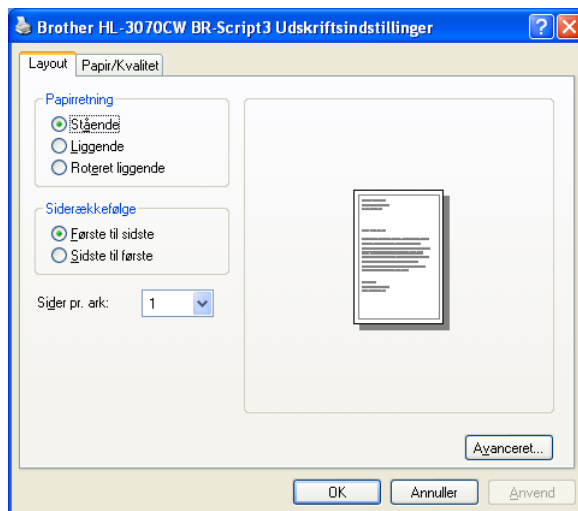 Brother HL-3070CW BR-Script3 Udskriftsindstillinger
Layout Papir/Kvalitet
Papirretning
Stående
Liggende
Roteret liggende
Siderækkefølge
Første til sidste
Sidste til første
Sider pr. ark: 1
Avanceret...
OK Annuller Anvend